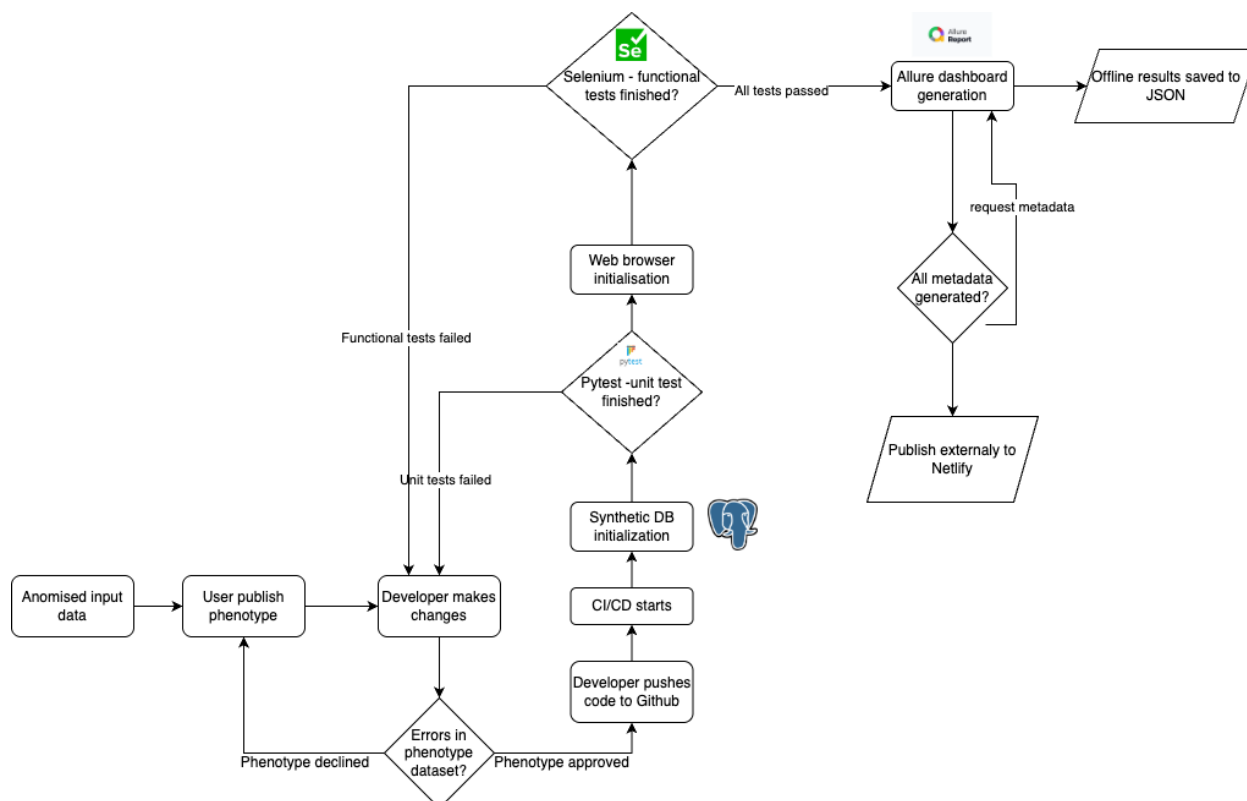 Se
Selenium - functional
tests finished?
All tests passed
Allure
Report
Allure dashboard
generation
Offline results saved to
JSON
request metadata
All metadata
generated?
Publish externaly to
Netlify
Web browser
initialisation
Functional tests failed
pytest
Pytest -unit test
finished?
Unit tests failed
Synthetic DB
initialization
CI/CD starts
Developer pushes
code to Github
Anomised input
data
User publish
phenotype
Developer makes
changes
Errors in
phenotype
dataset?
Phenotype declined
Phenotype approved